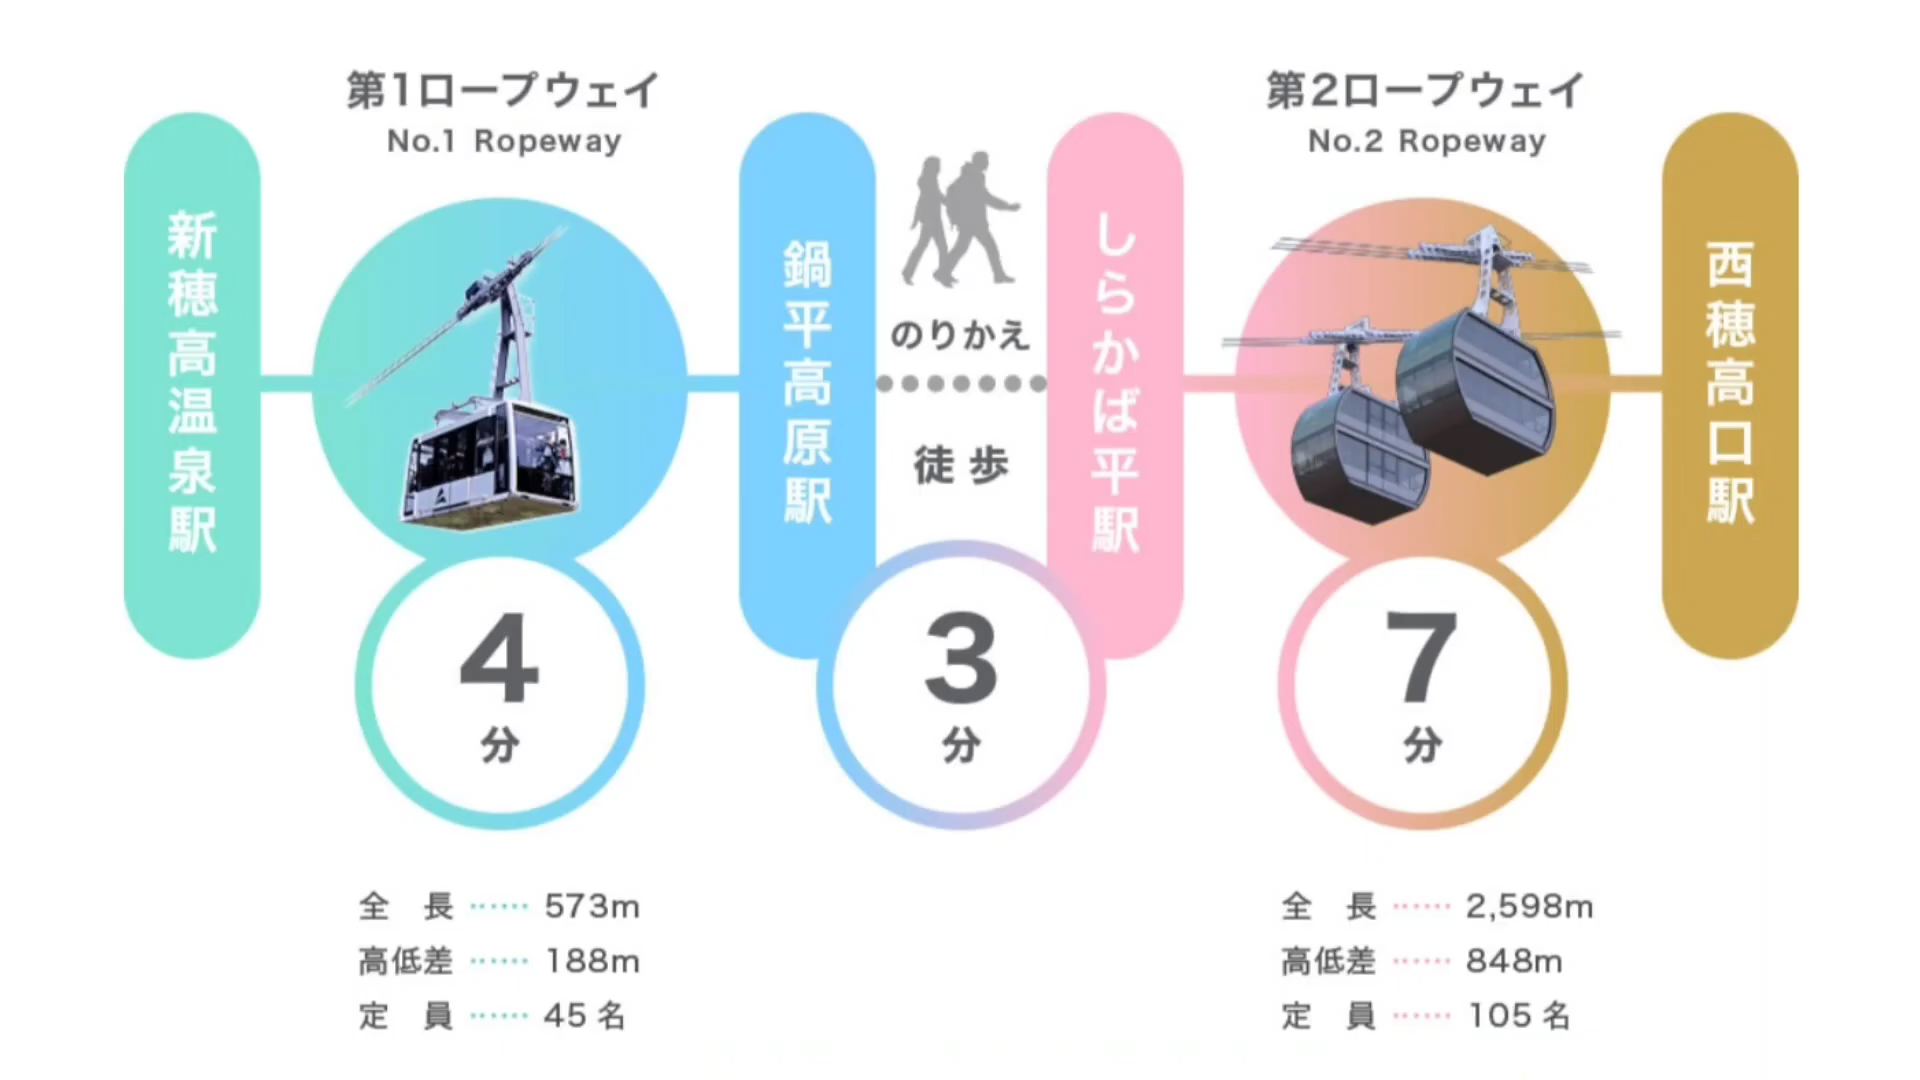 第1ロープウェイ
No.1 Ropeway
新穂高温泉駅
4
分
全 長 ‥‥‥ 573m
高低差 ‥‥‥ 188m
定 員 ‥‥‥ 45 名
鍋平高原駅
のりかえ
徒 歩
3
分
しらかば平駅
第2ロープウェイ
No.2 Ropeway
7
分
全 長 ‥‥‥ 2,598m
高低差 ‥‥‥ 848m
定 員 ‥‥‥ 105 名
西穂高口駅